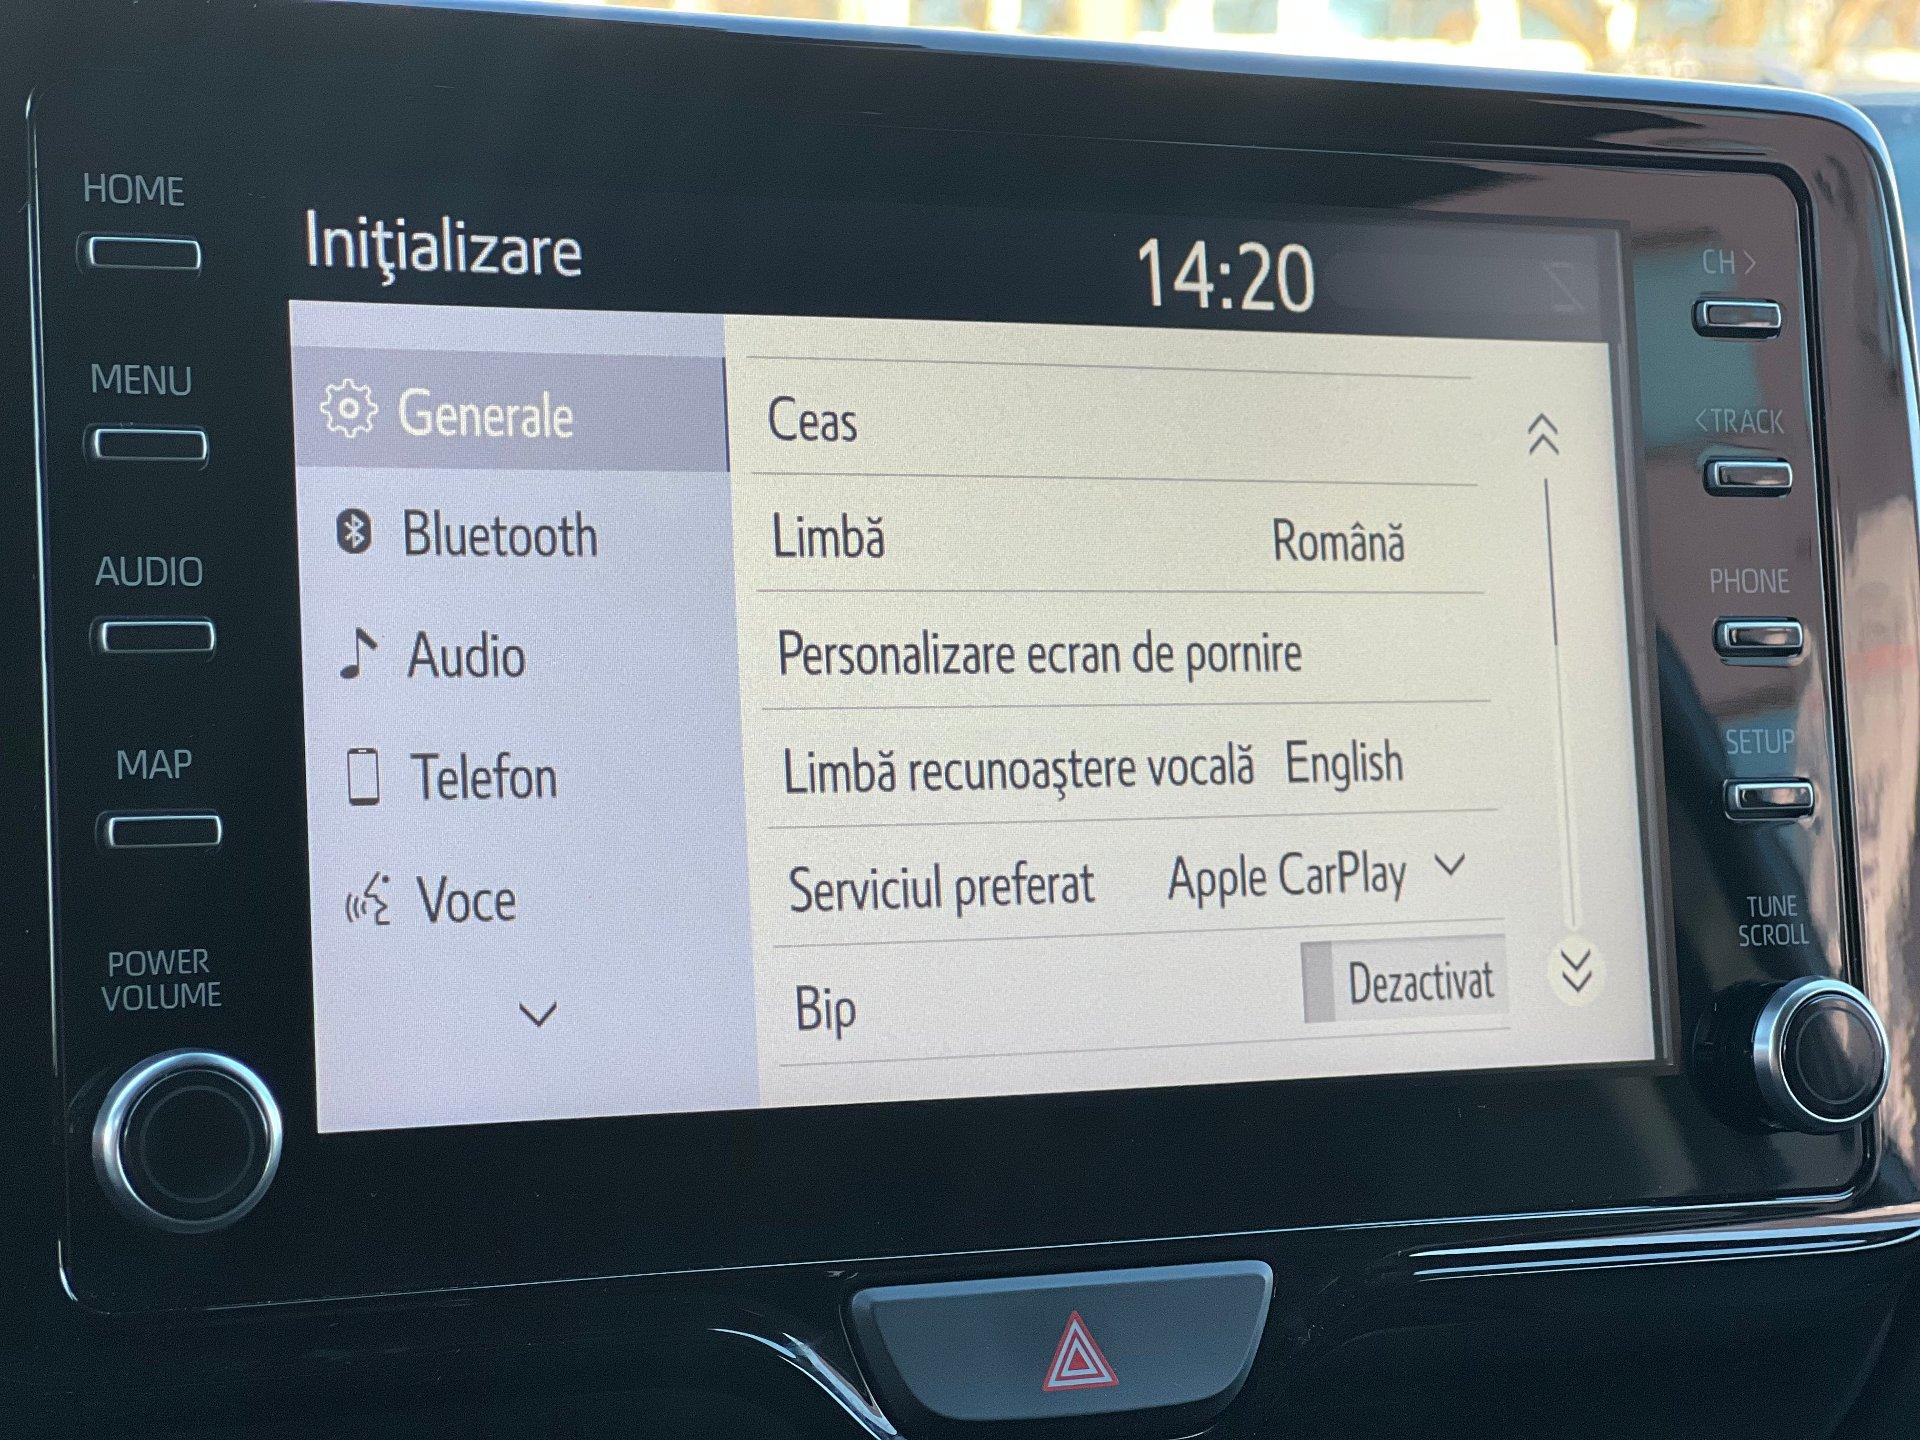 HOME
MENU
AUDIO
MAP
POWER
VOLUME
Iniţializare
14:20
Generale
Bluetooth
Audio
Telefon
Voce
Ceas
Limbă Română
Personalizare ecran de pornire
Limbă recunoaştere vocală English
Serviciul preferat Apple CarPlay
Bip Dezactivat
CH >
< TRACK
PHONE
SETUP
TUNE
SCROLL